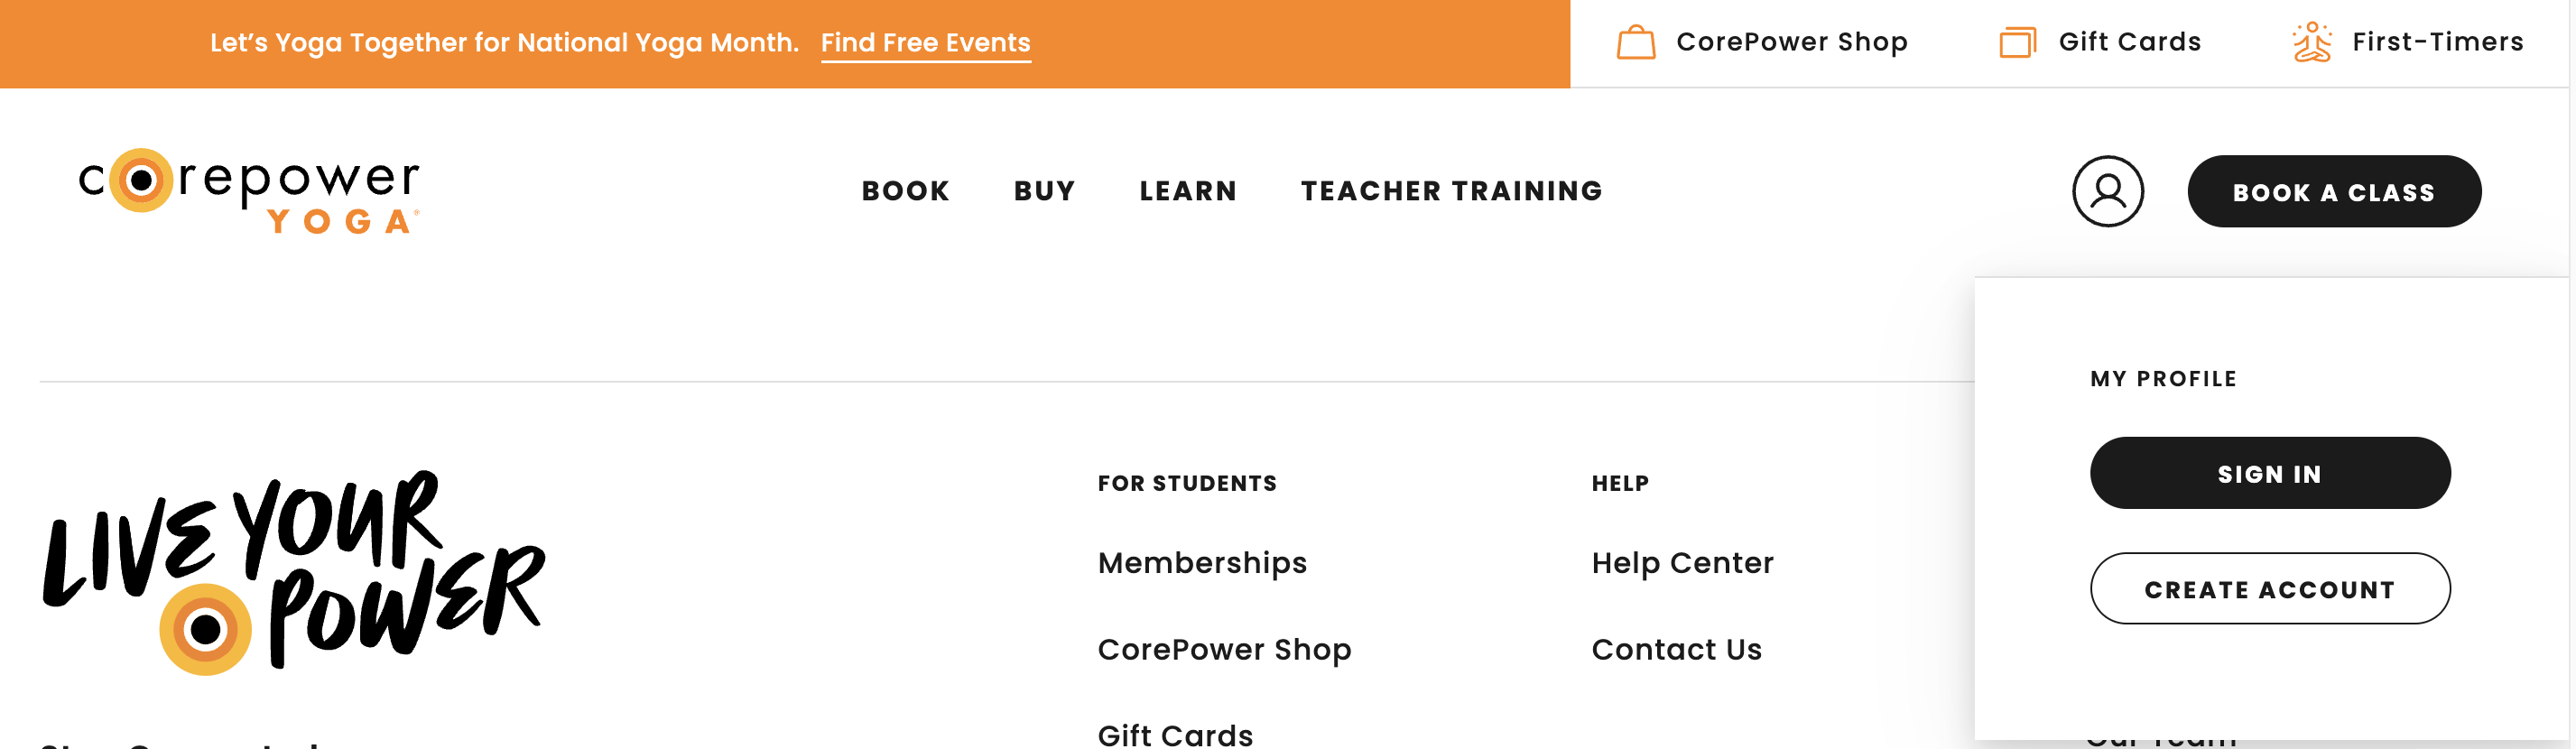 Let's Yoga Together for National Yoga Month. Find Free Events
CorePower Shop
Gift Cards
First-Timers
corepower
YOGA®
BOOK
BUY
LEARN
TEACHER TRAINING
BOOK A CLASS
MY PROFILE
SIGN IN
CREATE ACCOUNT
LIVE YOUR
POWER
FOR STUDENTS
Memberships
CorePower Shop
Gift Cards
HELP
Help Center
Contact Us
Our Team